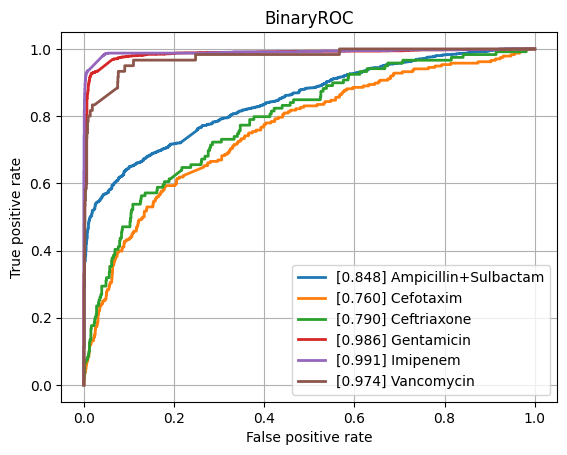 BinaryROC
True positive rate
1.0
0.8
0.6
0.4
0.2
0.0
[0.848] Ampicillin+Sulbactam
[0.760] Cefotaxim
[0.790] Ceftriaxone
[0.986] Gentamicin
[0.991] Imipenem
[0.974] Vancomycin
0.0 0.2 0.4 0.6 0.8 1.0
False positive rate